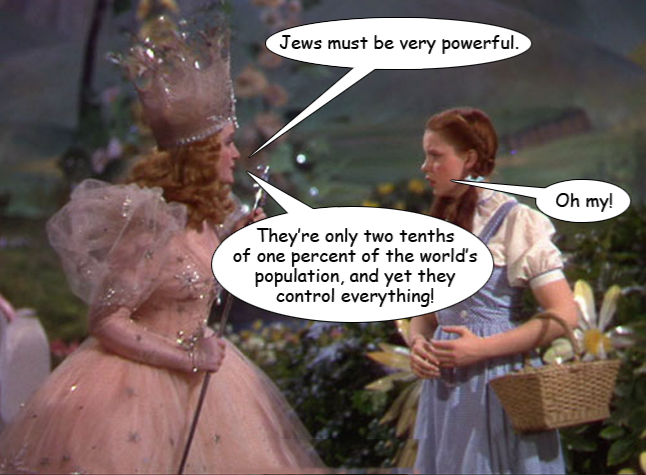 Jews must be very powerful.
Oh my!
They're only two tenths
of one percent of the world's
population, and yet they
control everything!